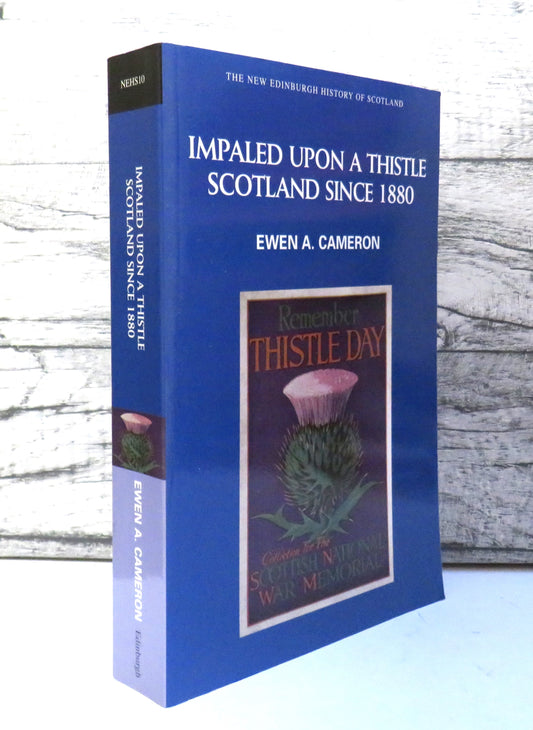 NEHS10
IMPALED UPON A THISTLE
SCOTLAND SINCE 1880
EWEN A. CAMERON
Edinburgh
THE NEW EDINBURGH HISTORY OF SCOTLAND
IMPALED UPON A THISTLE
SCOTLAND SINCE 1880
EWEN A. CAMERON
Remember
THISTLE DAY
Collection For The
SCOTTISH NATIONAL
WAR MEMORIAL